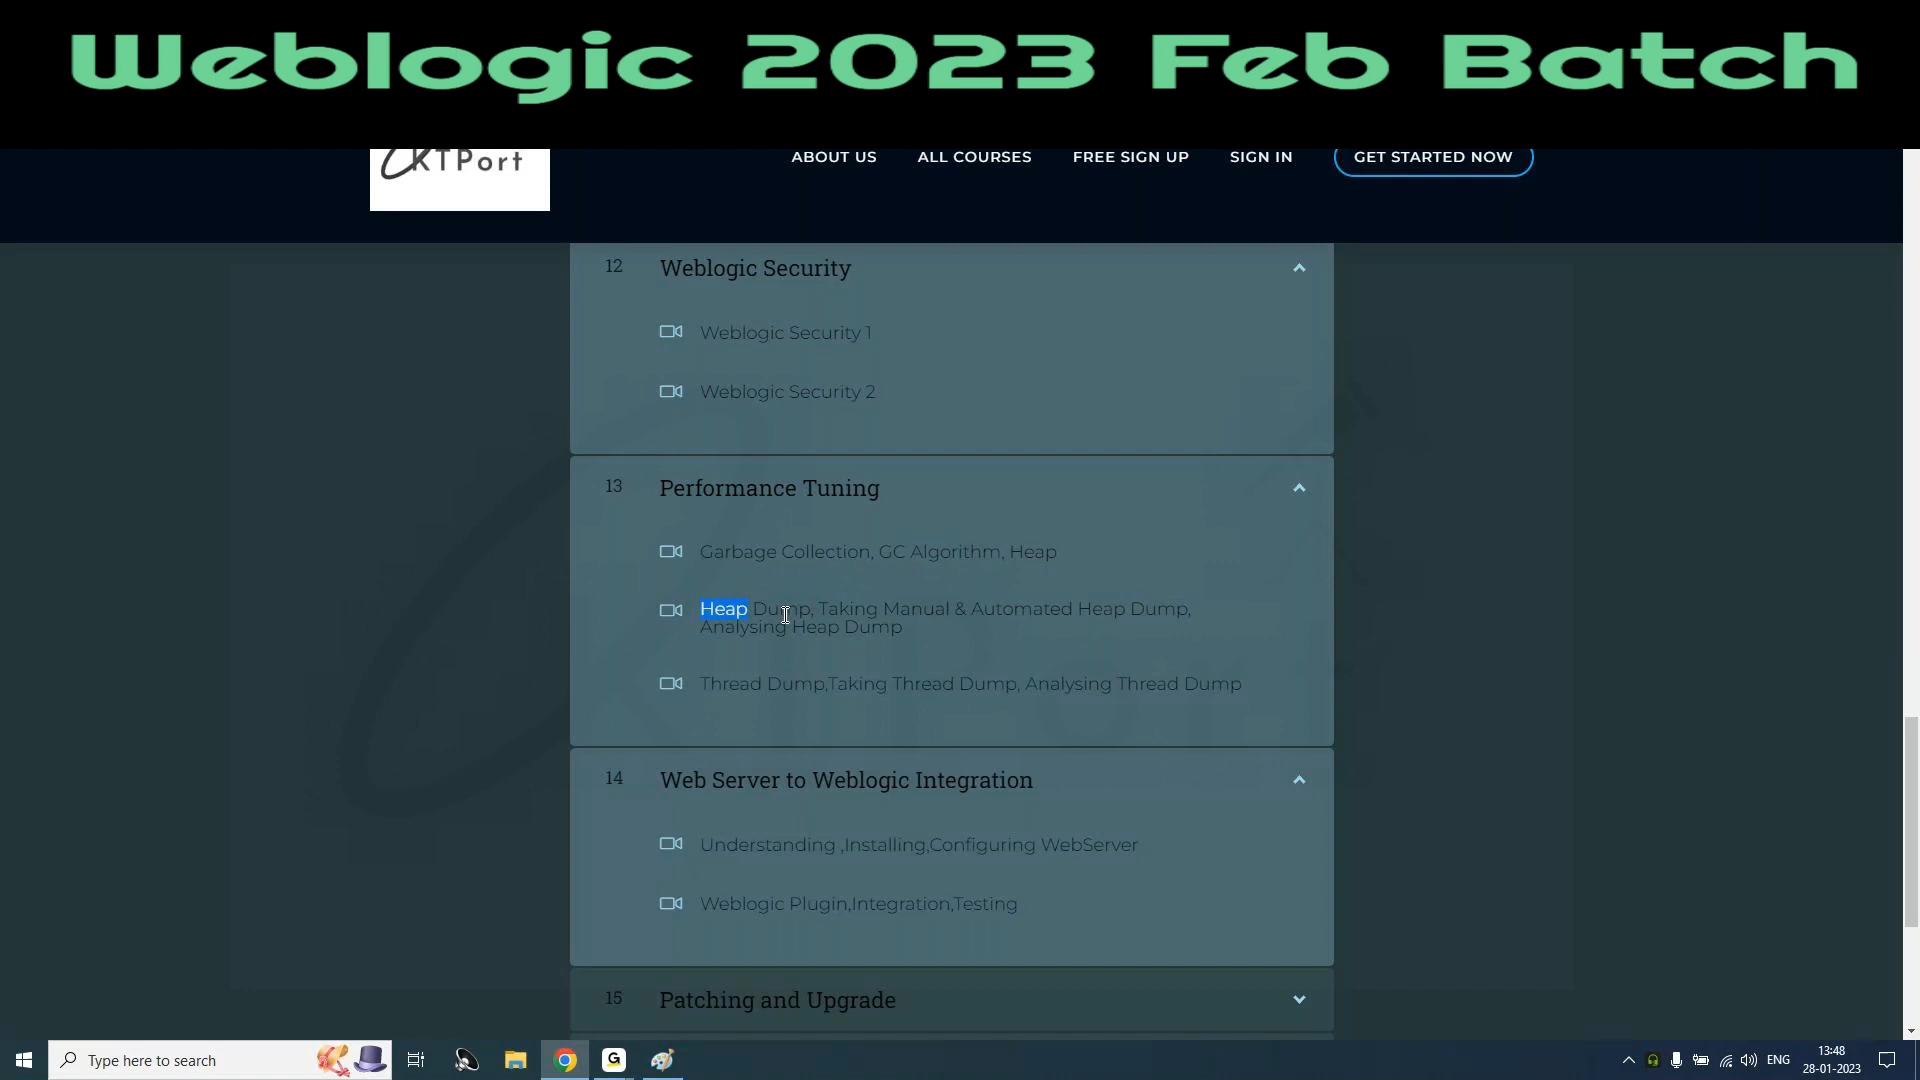 Weblogic 2023 Feb Batch
KTPort
ABOUT US
ALL COURSES
FREE SIGN UP
SIGN IN
GET STARTED NOW
12
Weblogic Security
Weblogic Security 1
Weblogic Security 2
13
Performance Tuning
Garbage Collection, GC Algorithm, Heap
Heap Dump, Taking Manual & Automated Heap Dump,
Analysing Heap Dump
Thread Dump,Taking Thread Dump, Analysing Thread Dump
14
Web Server to Weblogic Integration
Understanding ,Installing,Configuring WebServer
Weblogic Plugin,Integration,Testing
15
Patching and Upgrade
Type here to search
G
ENG
13:48
28-01-2023